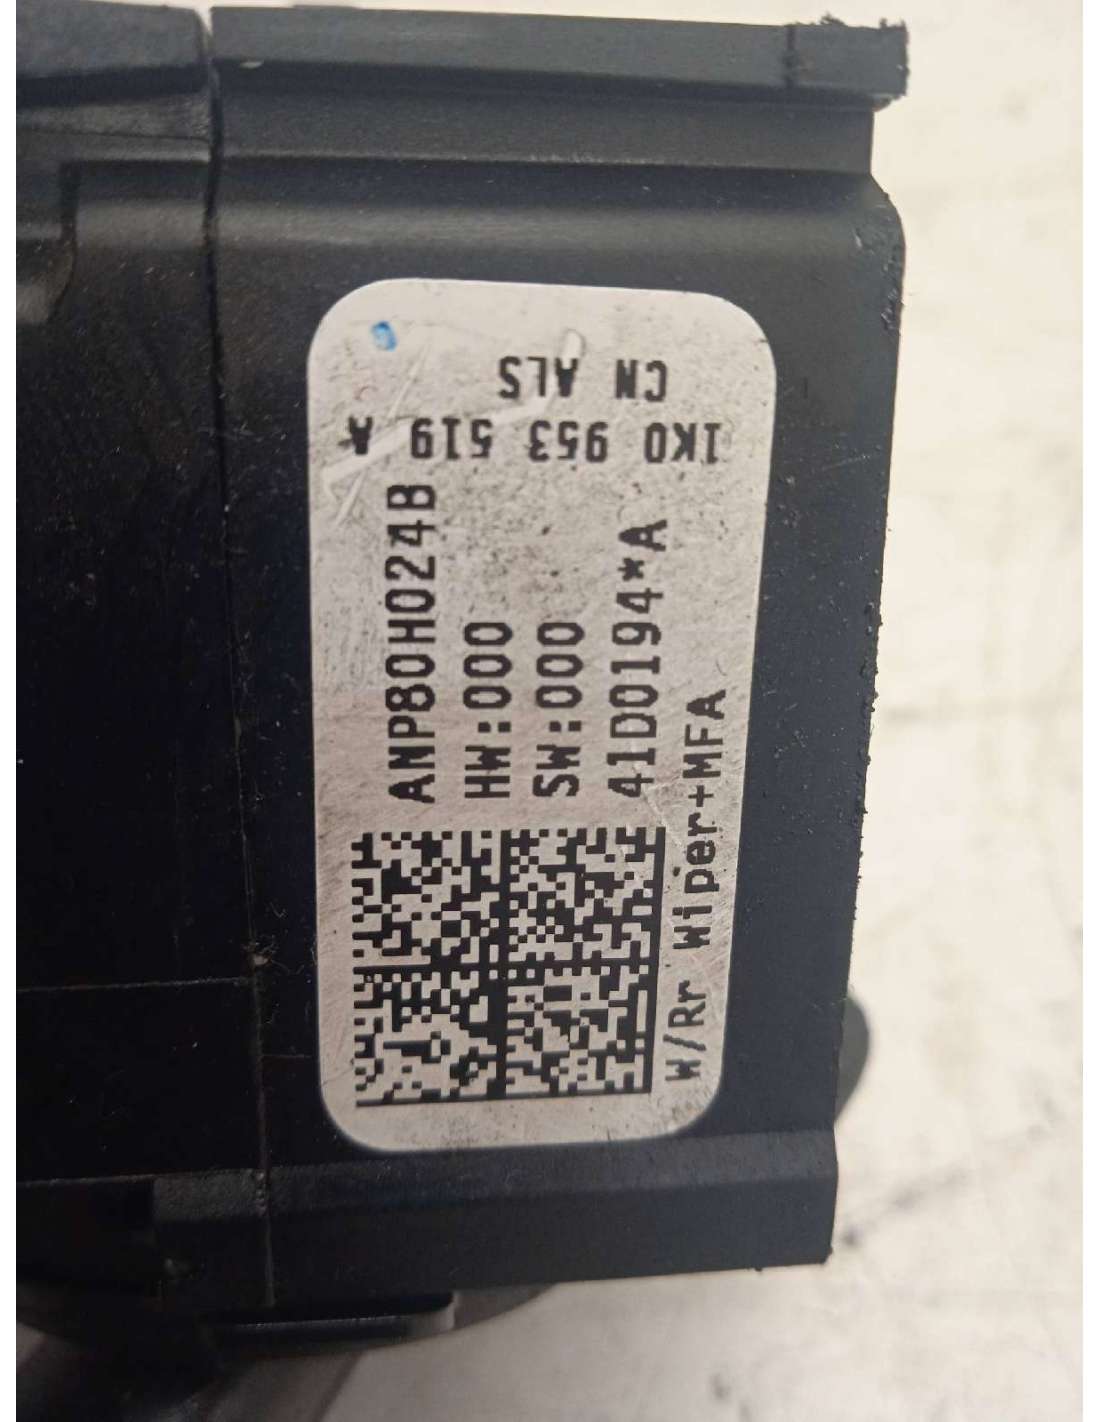 CN ALS
1K0 953 519 A
ANP80H024B
HW:000
SW:000
41D0194*A
W/Rr Wiper+MFA